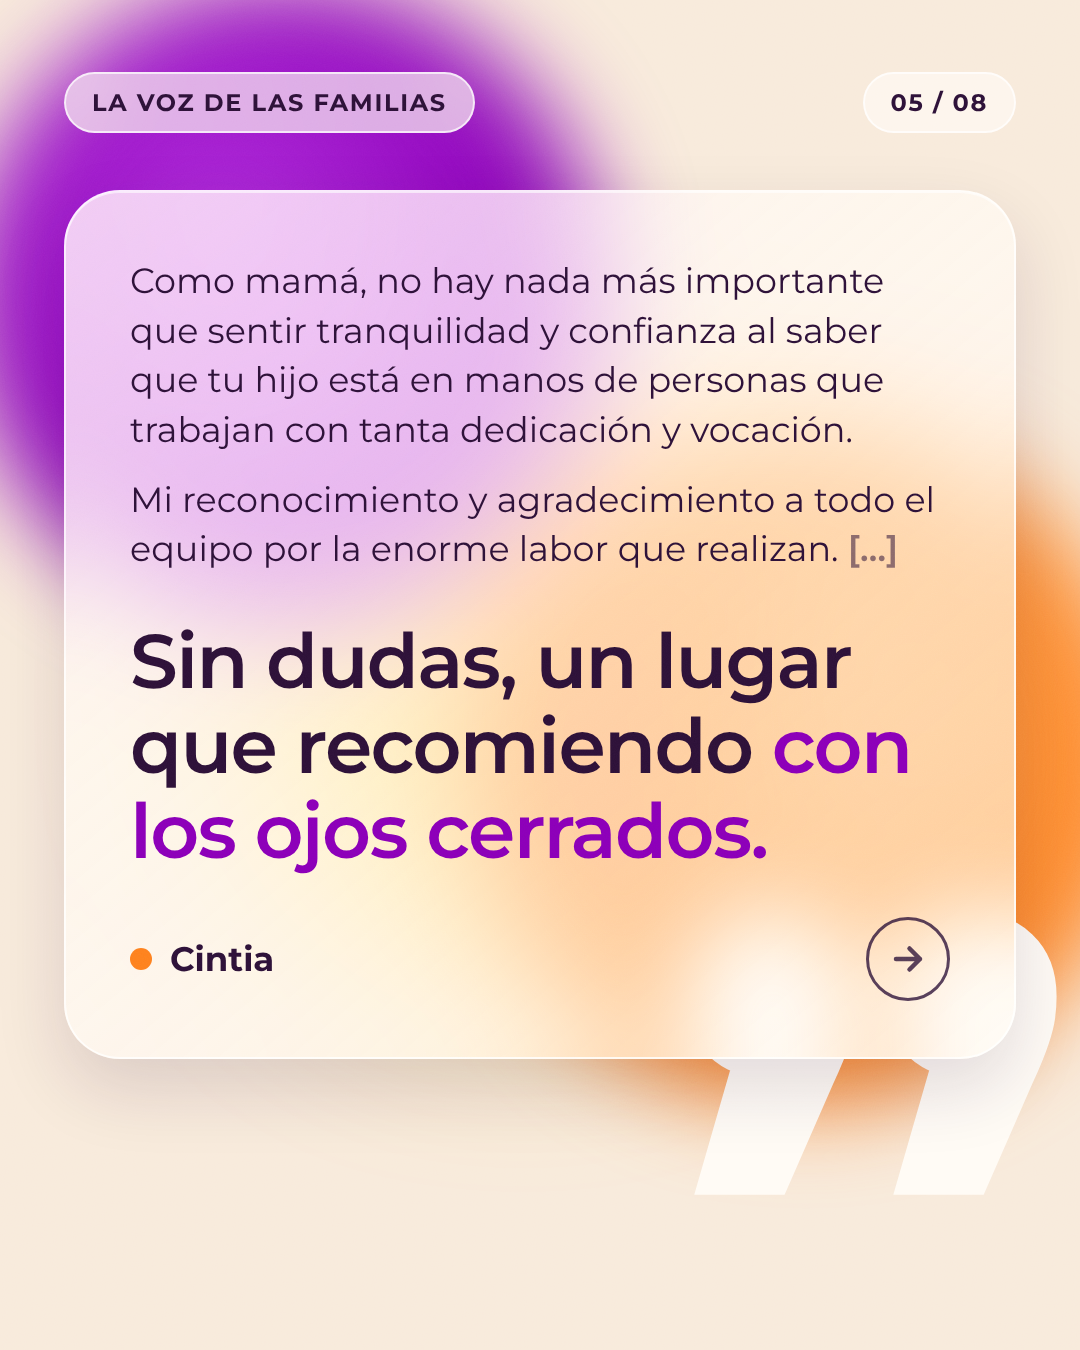 LA VOZ DE LAS FAMILIAS
05 / 08
Como mamá, no hay nada más importante
que sentir tranquilidad y confianza al saber
que tu hijo está en manos de personas que
trabajan con tanta dedicación y vocación.
Mi reconocimiento y agradecimiento a todo el
equipo por la enorme labor que realizan. [...]
Sin dudas, un lugar
que recomiendo con
los ojos cerrados.
Cintia